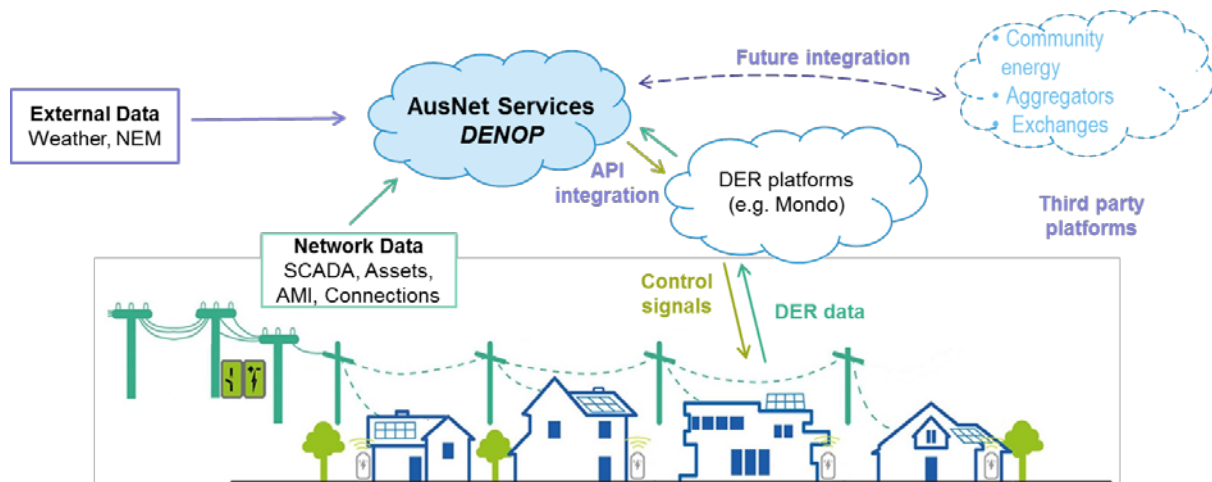 External Data
Weather, NEM
AusNet Services
DENOP
Future integration
• Community
energy
• Aggregators
• Exchanges
API
integration
DER platforms
(e.g. Mondo)
Third party
platforms
Network Data
SCADA, Assets,
AMI, Connections
Control
signals
DER data